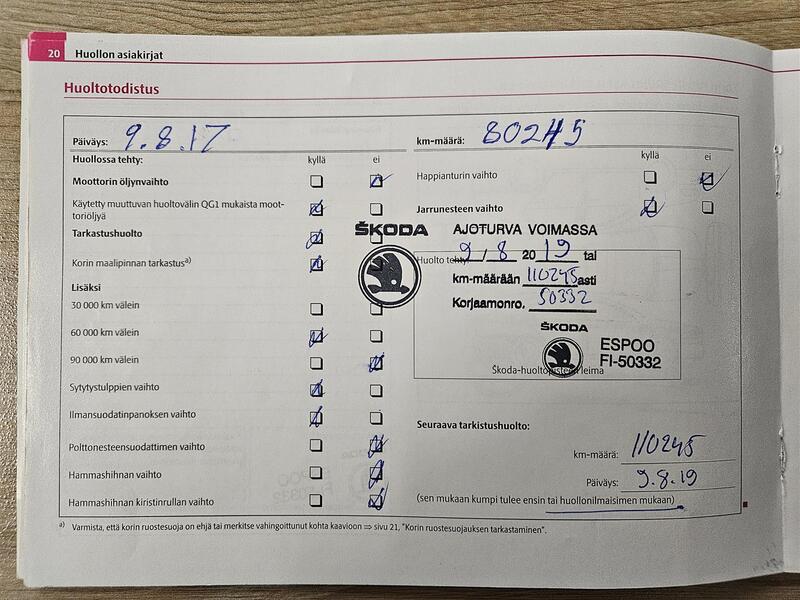 20 Huollon asiakirjat
Huoltotodistus
Päiväys: 9.8.17
km-määrä: 80245
Huollossa tehty: kyllä ei
kyllä ei
Moottorin öljynvaihto
Happianturin vaihto
Käytetty muuttuvan huoltovälin QG1 mukaista moot-
toriöljyä
Jarrunesteen vaihto
Tarkastushuolto
Korin maalipinnan tarkastus a)
Lisäksi
30 000 km välein
60 000 km välein
90 000 km välein
Sytytystulppien vaihto
Ilmansuodatinpanoksen vaihto
Polttonesteensuodattimen vaihto
Hammashihnan vaihto
Hammashihnan kiristinrullan vaihto
ŠKODA AJOTURVA VOIMASSA
Huolto tehty: 9 / 8 2019 tai
km-määrään 110245 asti
Korjaamonro. 50332
ŠKODA
ESPOO
FI-50332
Škoda-huoltopisteen leima
Seuraava tarkistushuolto:
km-määrä: 110245
Päiväys: 9.8.19
(sen mukaan kumpi tulee ensin tai huollonilmaisimen mukaan)
a) Varmista, että korin ruostesuoja on ehjä tai merkitse vahingoittunut kohta kaavioon ⇒ sivu 21, "Korin ruostesuojauksen tarkastaminen".